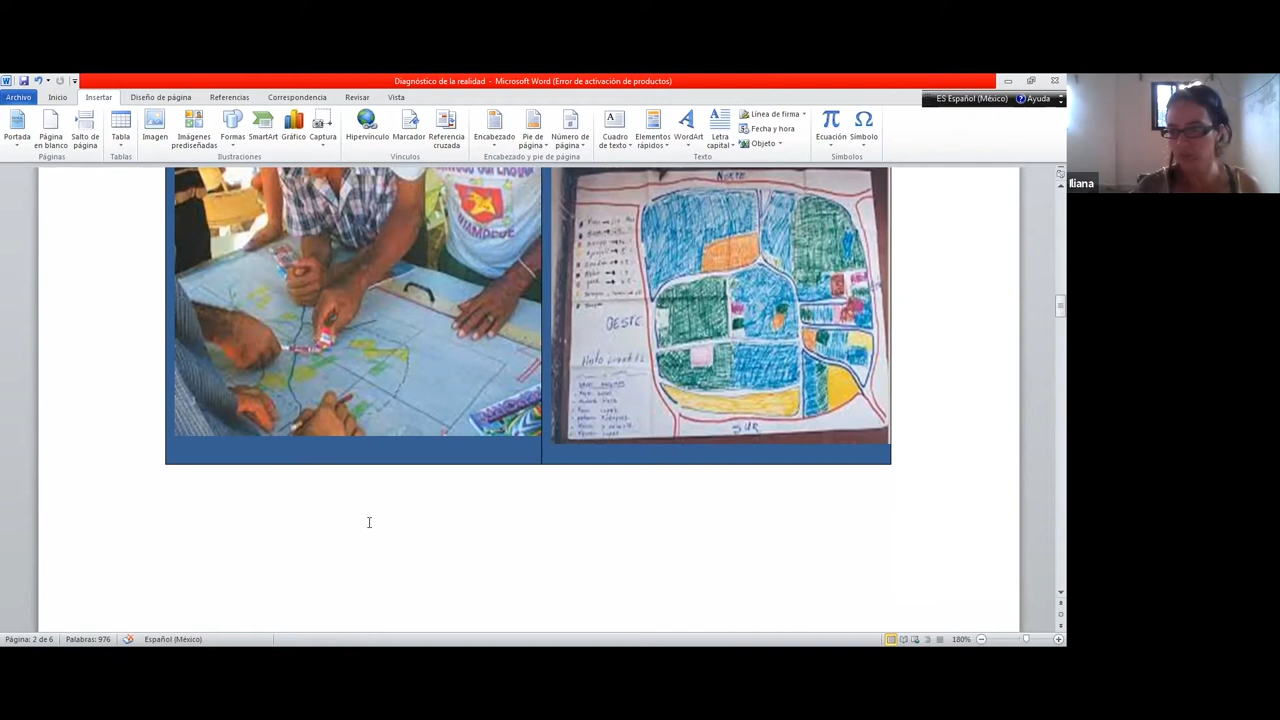 Diagnóstico de la realidad - Microsoft Word (Error de activación de productos)
Archivo Inicio Insertar Diseño de página Referencias Correspondencia Revisar Vista
ES Español (México) Ayuda
Portada Página en blanco Salto de página
Páginas
Tabla
Tablas
Imagen Imágenes prediseñadas Formas SmartArt Gráfico Captura
Ilustraciones
Hipervínculo Marcador Referencia cruzada
Vínculos
Encabezado Pie de página Número de página
Encabezado y pie de página
Cuadro de texto Elementos rápidos WordArt Letra capital
Línea de firma
Fecha y hora
Objeto
Texto
Ecuación Símbolo
Símbolos
Iliana
NORTE
OESTE
SUR
Página: 2 de 6 Palabras: 976 Español (México) 180%